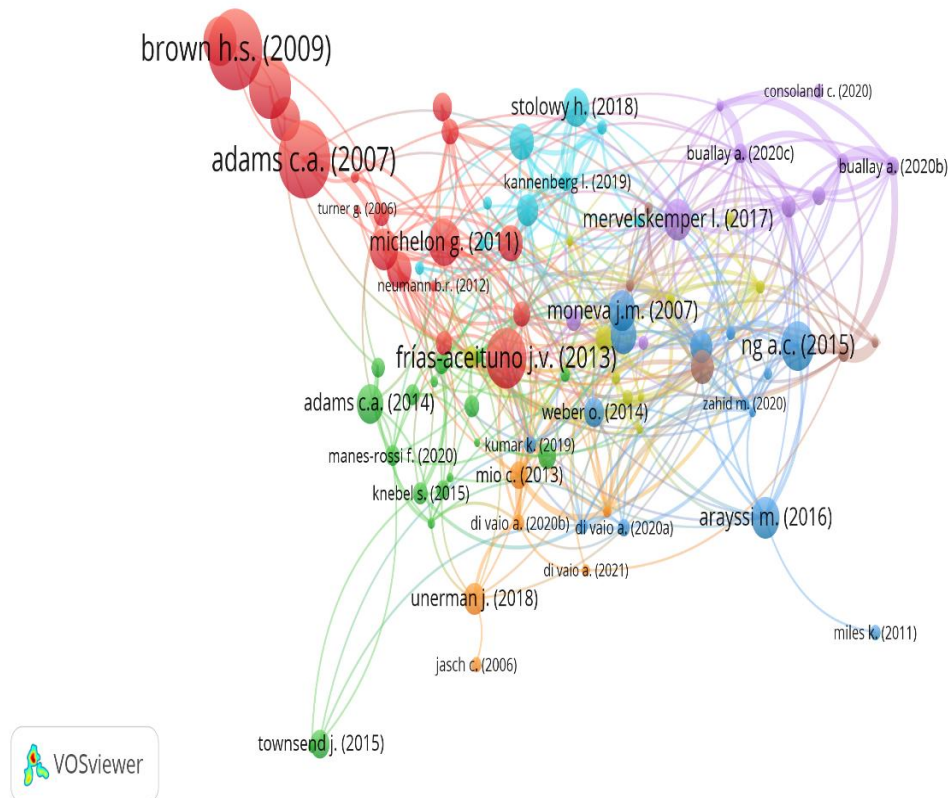 brown h.s. (2009)
consolandi c. (2020)
stolowy h. (2018)
adams c.a. (2007)
buallay a. (2020c)
buallay a. (2020b)
kannenberg l. (2019)
turner g. (2006)
mervelskemper l. (2017)
michelon g. (2011)
neumann b.r. (2012)
moneva j.m. (2007)
ng a.c. (2015)
frías-aceituno j.v. (2013)
adams c.a. (2014)
weber o. (2014)
zahid m. (2020)
kumar k. (2019)
manes-rossi f. (2020)
mio c. (2013)
knebel s. (2015)
di vaio a. (2020b)
di vaio a. (2020a)
arayssi m. (2016)
di vaio a. (2021)
unerman j. (2018)
miles k. (2011)
jasch c. (2006)
townsend j. (2015)
VOSviewer